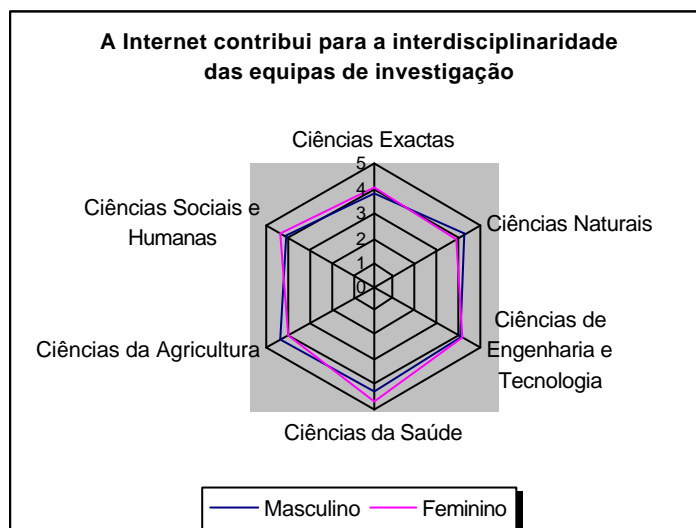 A Internet contribui para a interdisciplinaridade
das equipas de investigação
Ciências Exactas
5
4
3
2
1
0
Ciências Sociais e
Humanas
Ciências Naturais
Ciências da Agricultura
Ciências de
Engenharia e
Tecnologia
Ciências da Saúde
Masculino
Feminino